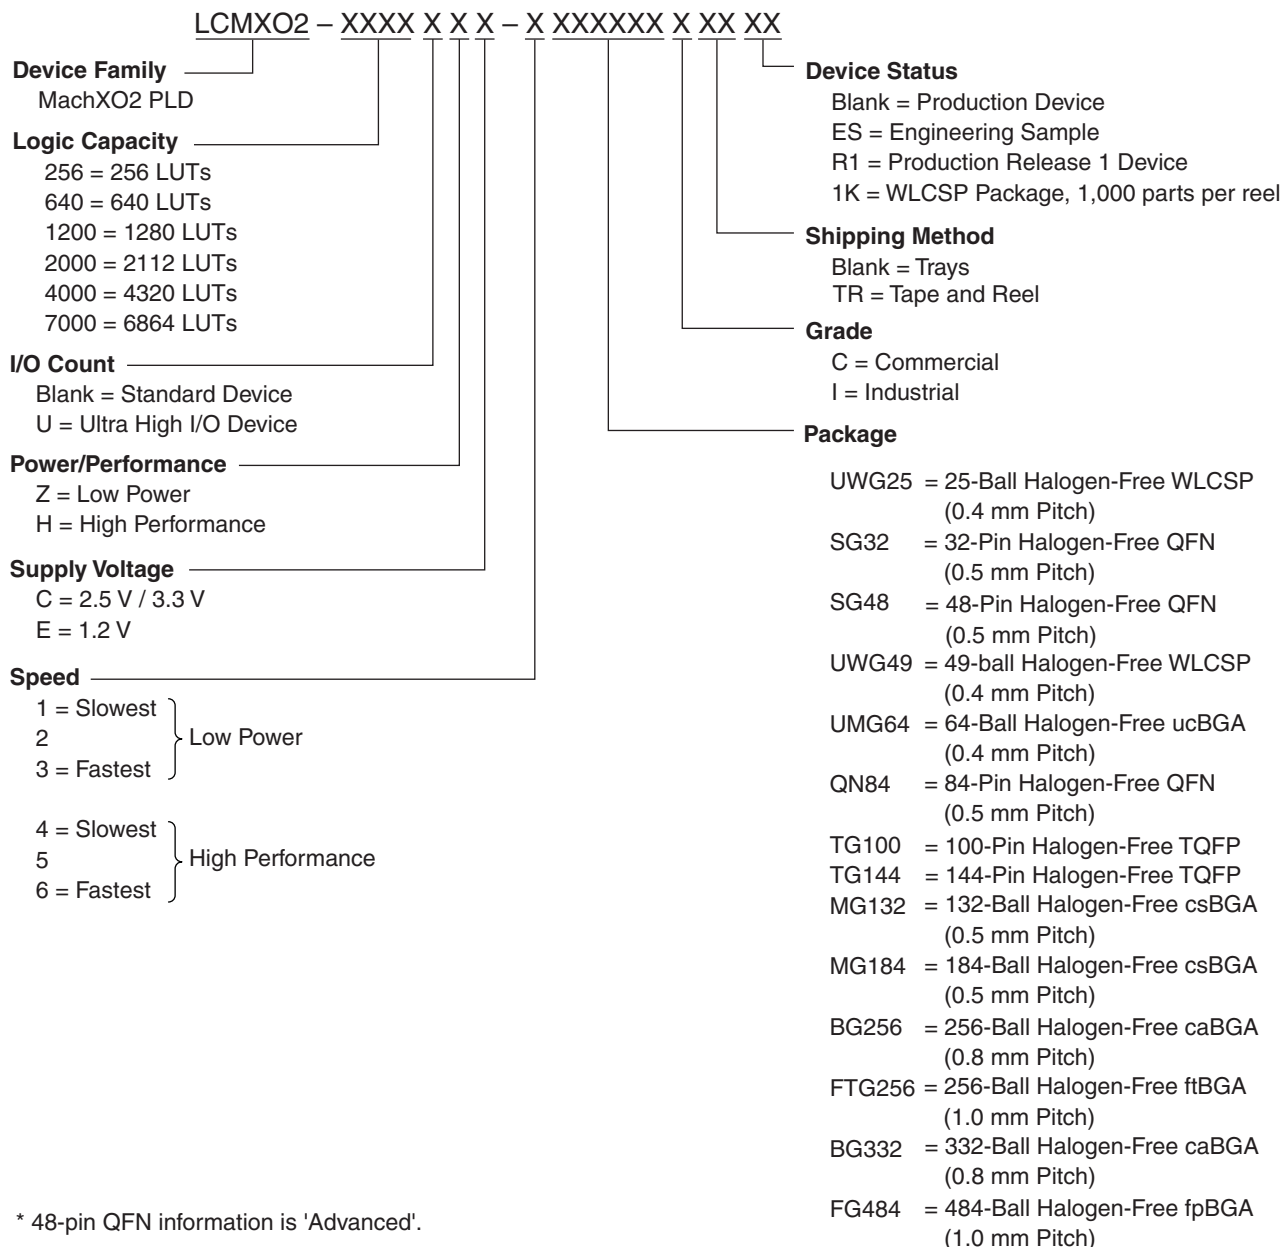 LCMXO2 – XXXX X X X – X XXXXXX X XX XX
Device Family
MachXO2 PLD
Logic Capacity
256 = 256 LUTs
640 = 640 LUTs
1200 = 1280 LUTs
2000 = 2112 LUTs
4000 = 4320 LUTs
7000 = 6864 LUTs
I/O Count
Blank = Standard Device
U = Ultra High I/O Device
Power/Performance
Z = Low Power
H = High Performance
Supply Voltage
C = 2.5 V / 3.3 V
E = 1.2 V
Speed
1 = Slowest
2
3 = Fastest
Low Power
4 = Slowest
5
6 = Fastest
High Performance
* 48-pin QFN information is 'Advanced'.
Device Status
Blank = Production Device
ES = Engineering Sample
R1 = Production Release 1 Device
1K = WLCSP Package, 1,000 parts per reel
Shipping Method
Blank = Trays
TR = Tape and Reel
Grade
C = Commercial
I = Industrial
Package
UWG25 = 25-Ball Halogen-Free WLCSP
(0.4 mm Pitch)
SG32 = 32-Pin Halogen-Free QFN
(0.5 mm Pitch)
SG48 = 48-Pin Halogen-Free QFN
(0.5 mm Pitch)
UWG49 = 49-ball Halogen-Free WLCSP
(0.4 mm Pitch)
UMG64 = 64-Ball Halogen-Free ucBGA
(0.4 mm Pitch)
QN84 = 84-Pin Halogen-Free QFN
(0.5 mm Pitch)
TG100 = 100-Pin Halogen-Free TQFP
TG144 = 144-Pin Halogen-Free TQFP
MG132 = 132-Ball Halogen-Free csBGA
(0.5 mm Pitch)
MG184 = 184-Ball Halogen-Free csBGA
(0.5 mm Pitch)
BG256 = 256-Ball Halogen-Free caBGA
(0.8 mm Pitch)
FTG256 = 256-Ball Halogen-Free ftBGA
(1.0 mm Pitch)
BG332 = 332-Ball Halogen-Free caBGA
(0.8 mm Pitch)
FG484 = 484-Ball Halogen-Free fpBGA
(1.0 mm Pitch)